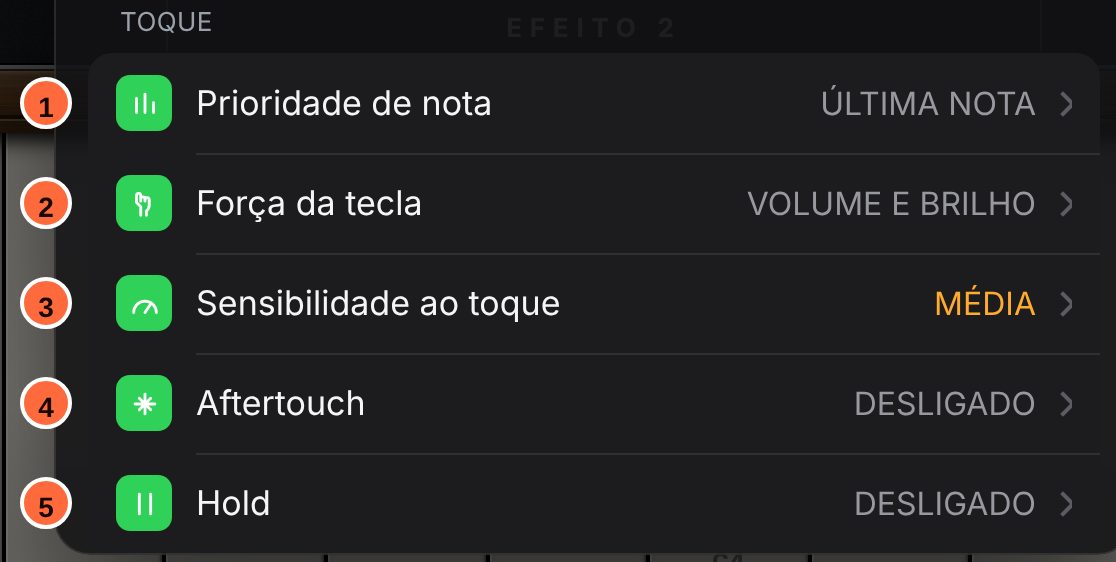 TOQUE
EFEITO 2
1 Prioridade de nota ÚLTIMA NOTA
2 Força da tecla VOLUME E BRILHO
3 Sensibilidade ao toque MÉDIA
4 Aftertouch DESLIGADO
5 Hold DESLIGADO